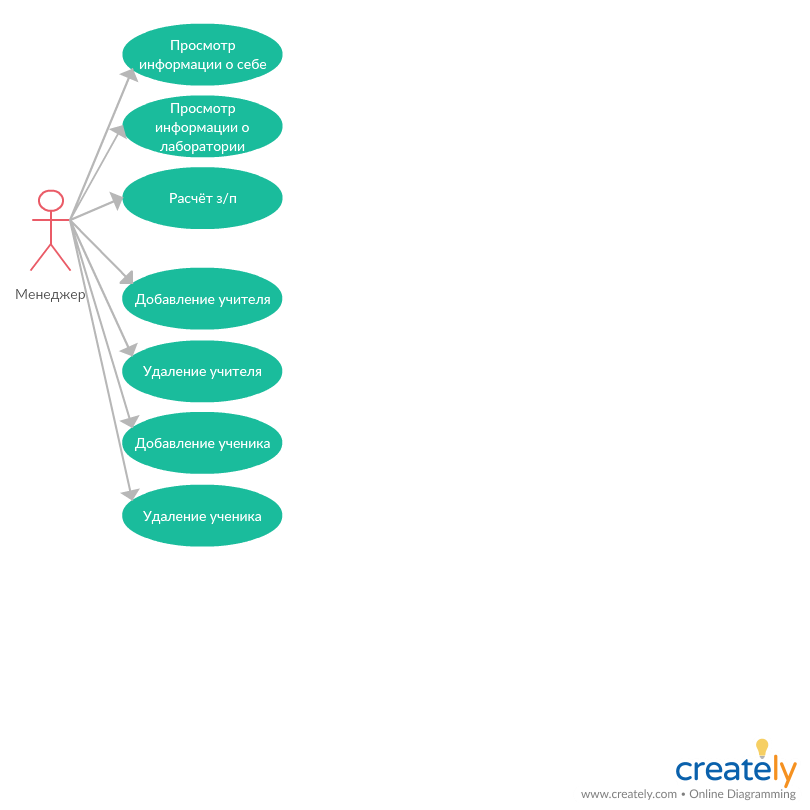 Просмотр
информации о себе
Просмотр
информации о
лаборатории
Расчёт з/п
Менеджер
Добавление учителя
Удаление учителя
Добавление ученика
Удаление ученика
creately
www.creately.com • Online Diagramming